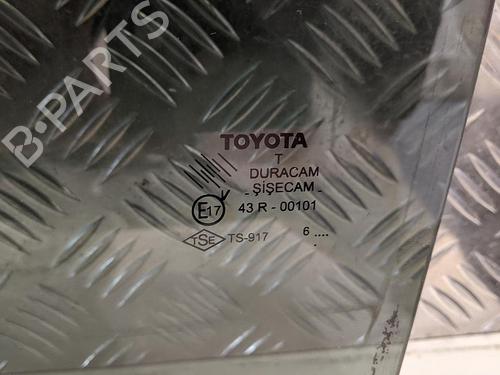 B-PARTS
TOYOTA
T
DURACAM
- ŞİŞECAM -
E17 43 R - 00101
TSE TS-917 6 ....
.